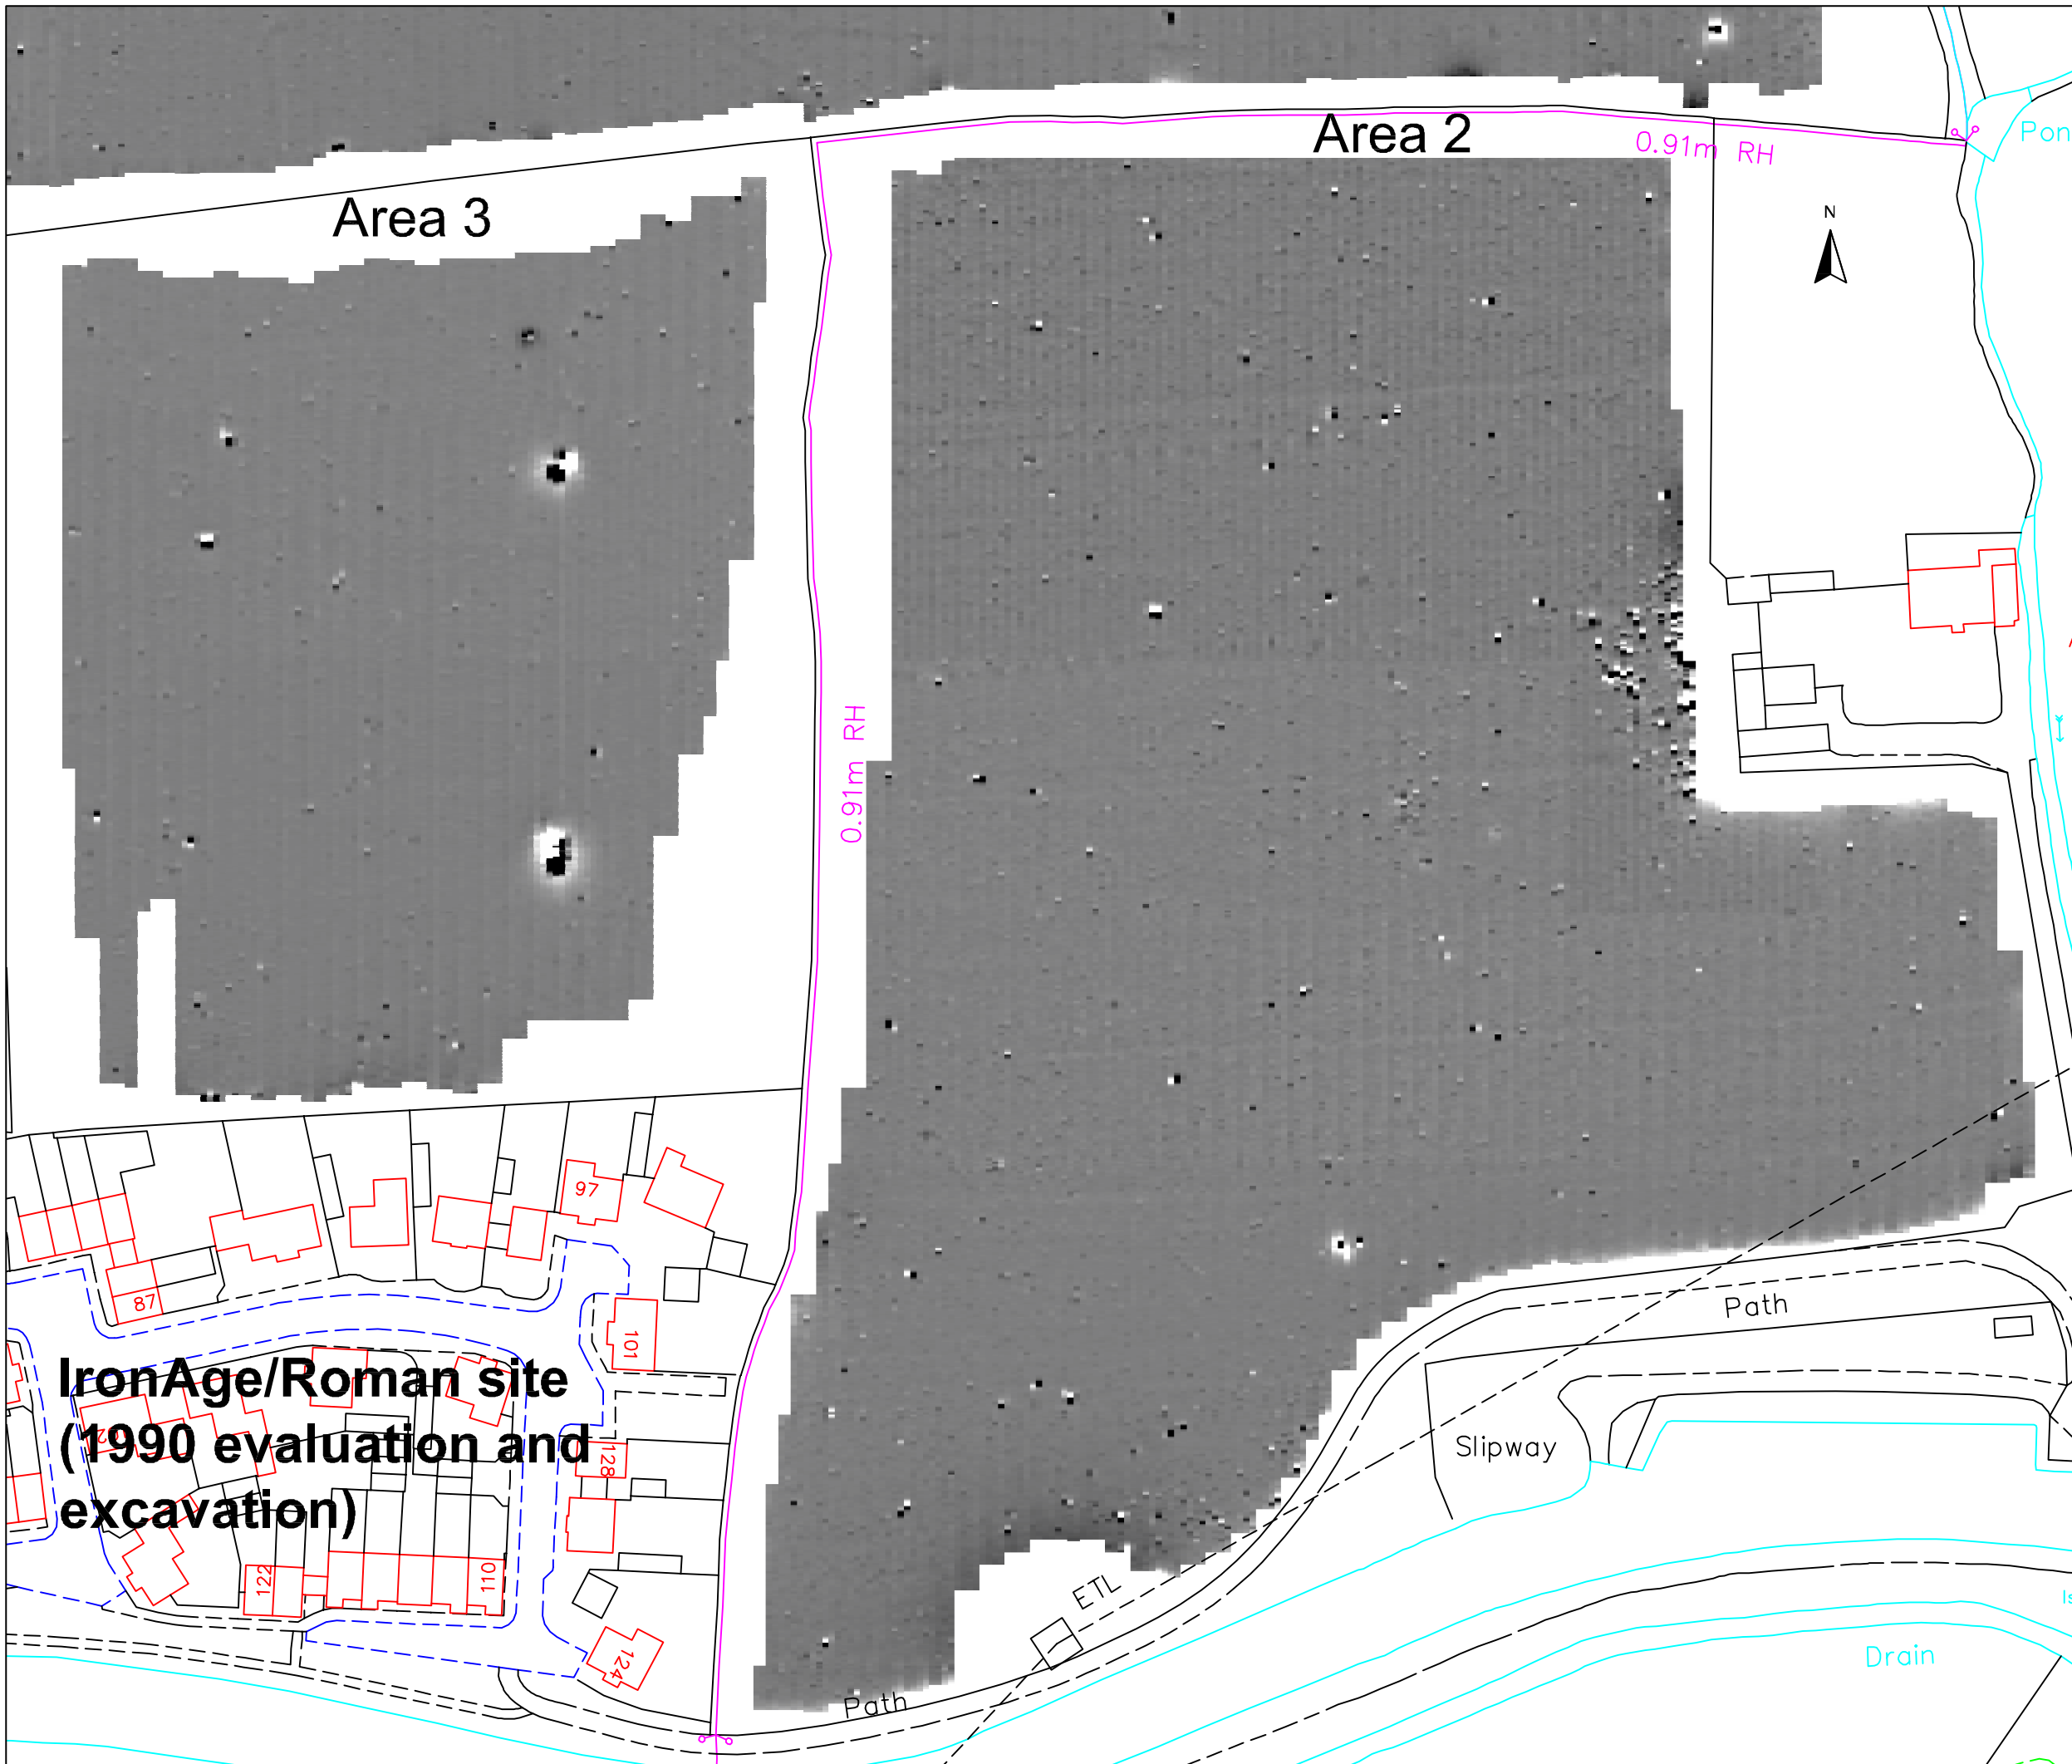 Area 2
0.91m RH
Pon
Area 3
N
0.91m RH
97
87
101
Path
IronAge/Roman site
(1990 evaluation and
excavation)
128
Slipway
122
110
ETL
124
Path
Drain
Is